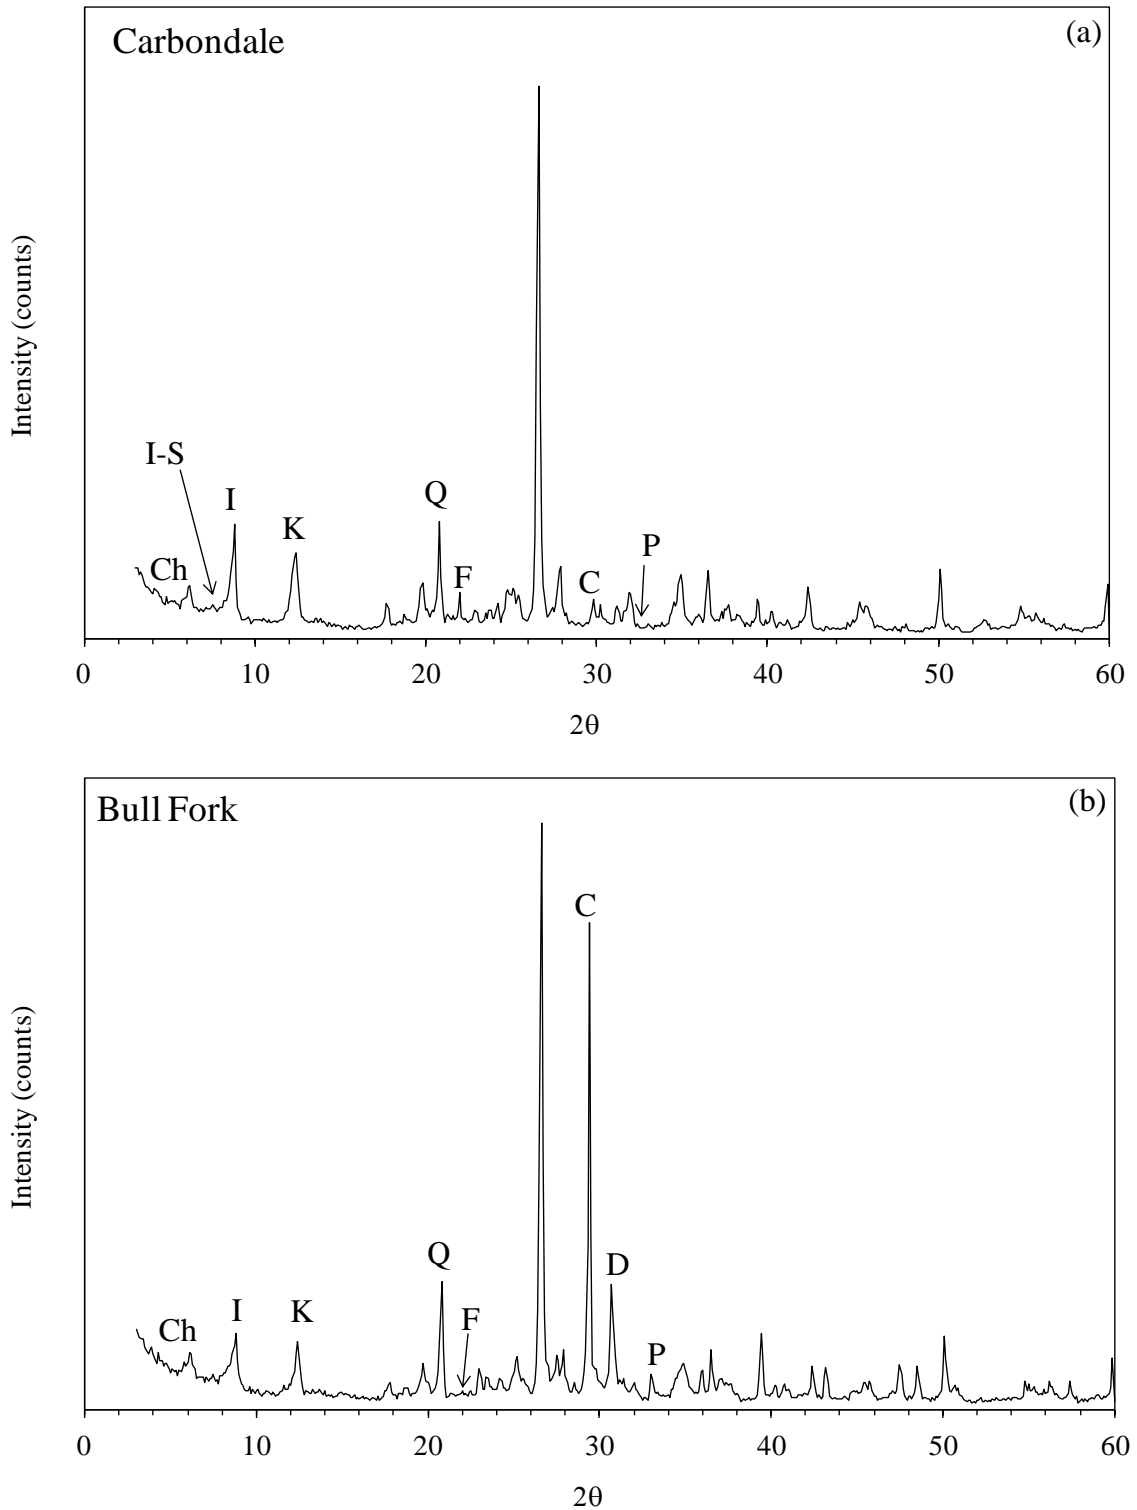 Carbondale
(a)
Intensity (counts)
I-S
I
K
Ch
Q
F
C
P
0 10 20 30 40 50 60
2θ
Bull Fork
(b)
Intensity (counts)
C
Q
D
F
I
K
Ch
P
0 10 20 30 40 50 60
2θ